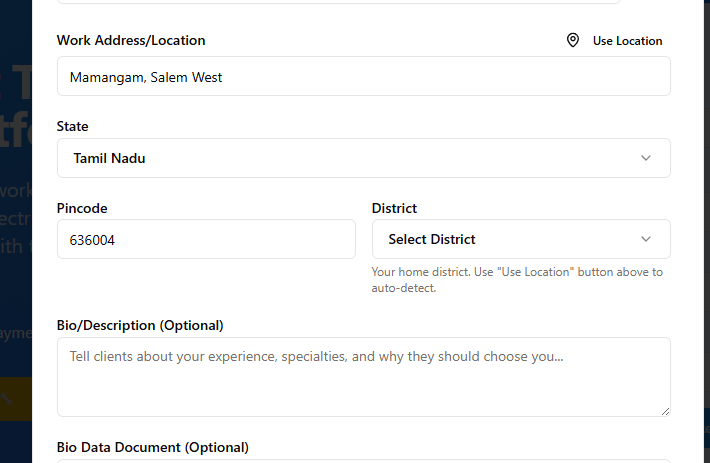 Work Address/Location
Use Location
Mamangam, Salem West
State
Tamil Nadu
Pincode
District
636004
Select District
Your home district. Use "Use Location" button above to
auto-detect.
Bio/Description (Optional)
Tell clients about your experience, specialties, and why they should choose you...
Bio Data Document (Optional)